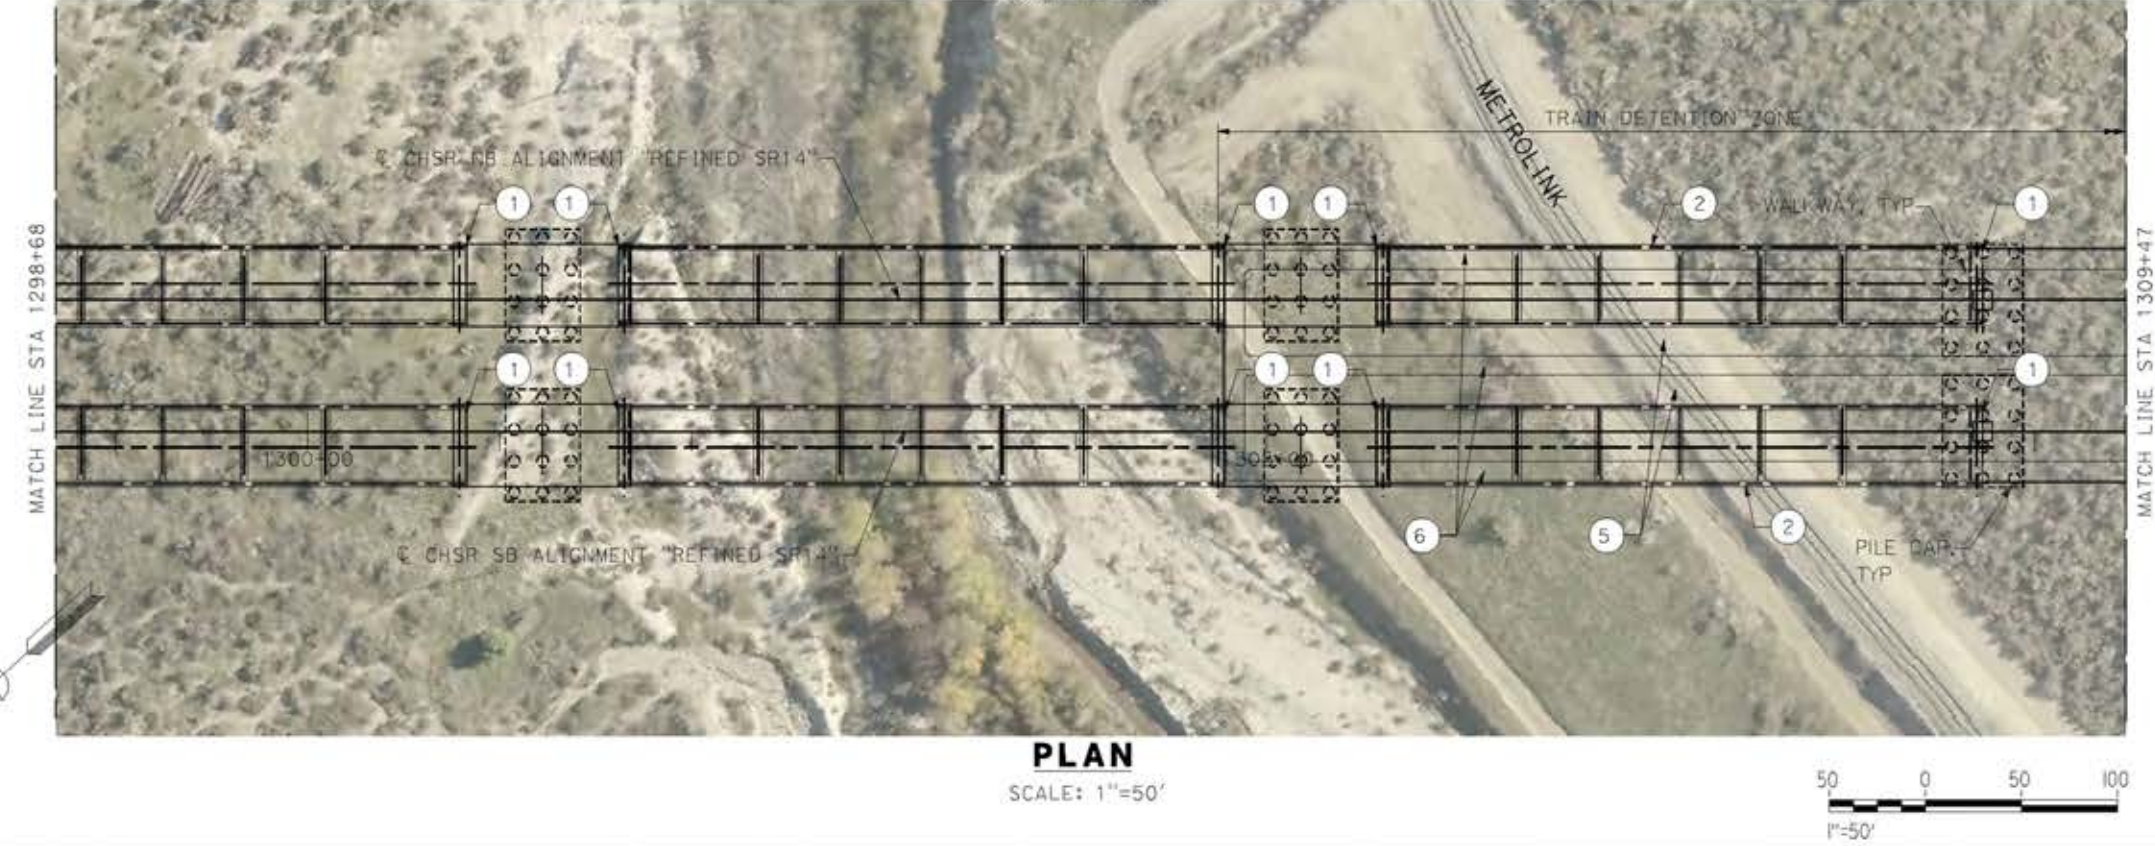 METROLINK
TRAIN DETENTION ZONE
℄ CHSR NB ALIGNMENT "REFINED SR14"
1
1
1
1
2
WALKWAY, TYP
1
MATCH LINE STA 1298+68
MATCH LINE STA 1309+47
1
1
1
1
1
1300+00
6
5
2
℄ CHSR SB ALIGNMENT "REFINED SR14"
PILE CAP,
TYP
PLAN
SCALE: 1"=50'
50 0 50 100
1"=50'